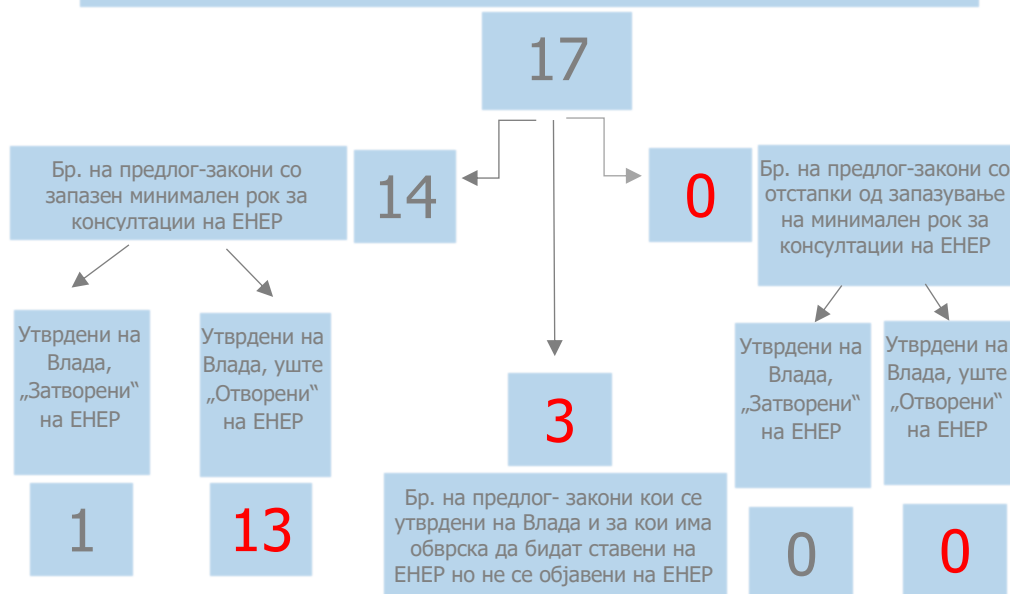 17
Бр. на предлог-закони со
запазен минимален рок за
консултации на ЕНЕР
14
0
Бр. на предлог-закони со
отстапки од запазување
на минимален рок за
консултации на ЕНЕР
Утврдени на
Влада,
„Затворени“
на ЕНЕР
Утврдени на
Влада, уште
„Отворени“
на ЕНЕР
3
Утврдени на
Влада,
„Затворени“
на ЕНЕР
Утврдени на
Влада, уште
„Отворени“
на ЕНЕР
1
13
Бр. на предлог- закони кои се
утврдени на Влада и за кои има
обврска да бидат ставени на
ЕНЕР но не се објавени на ЕНЕР
0
0